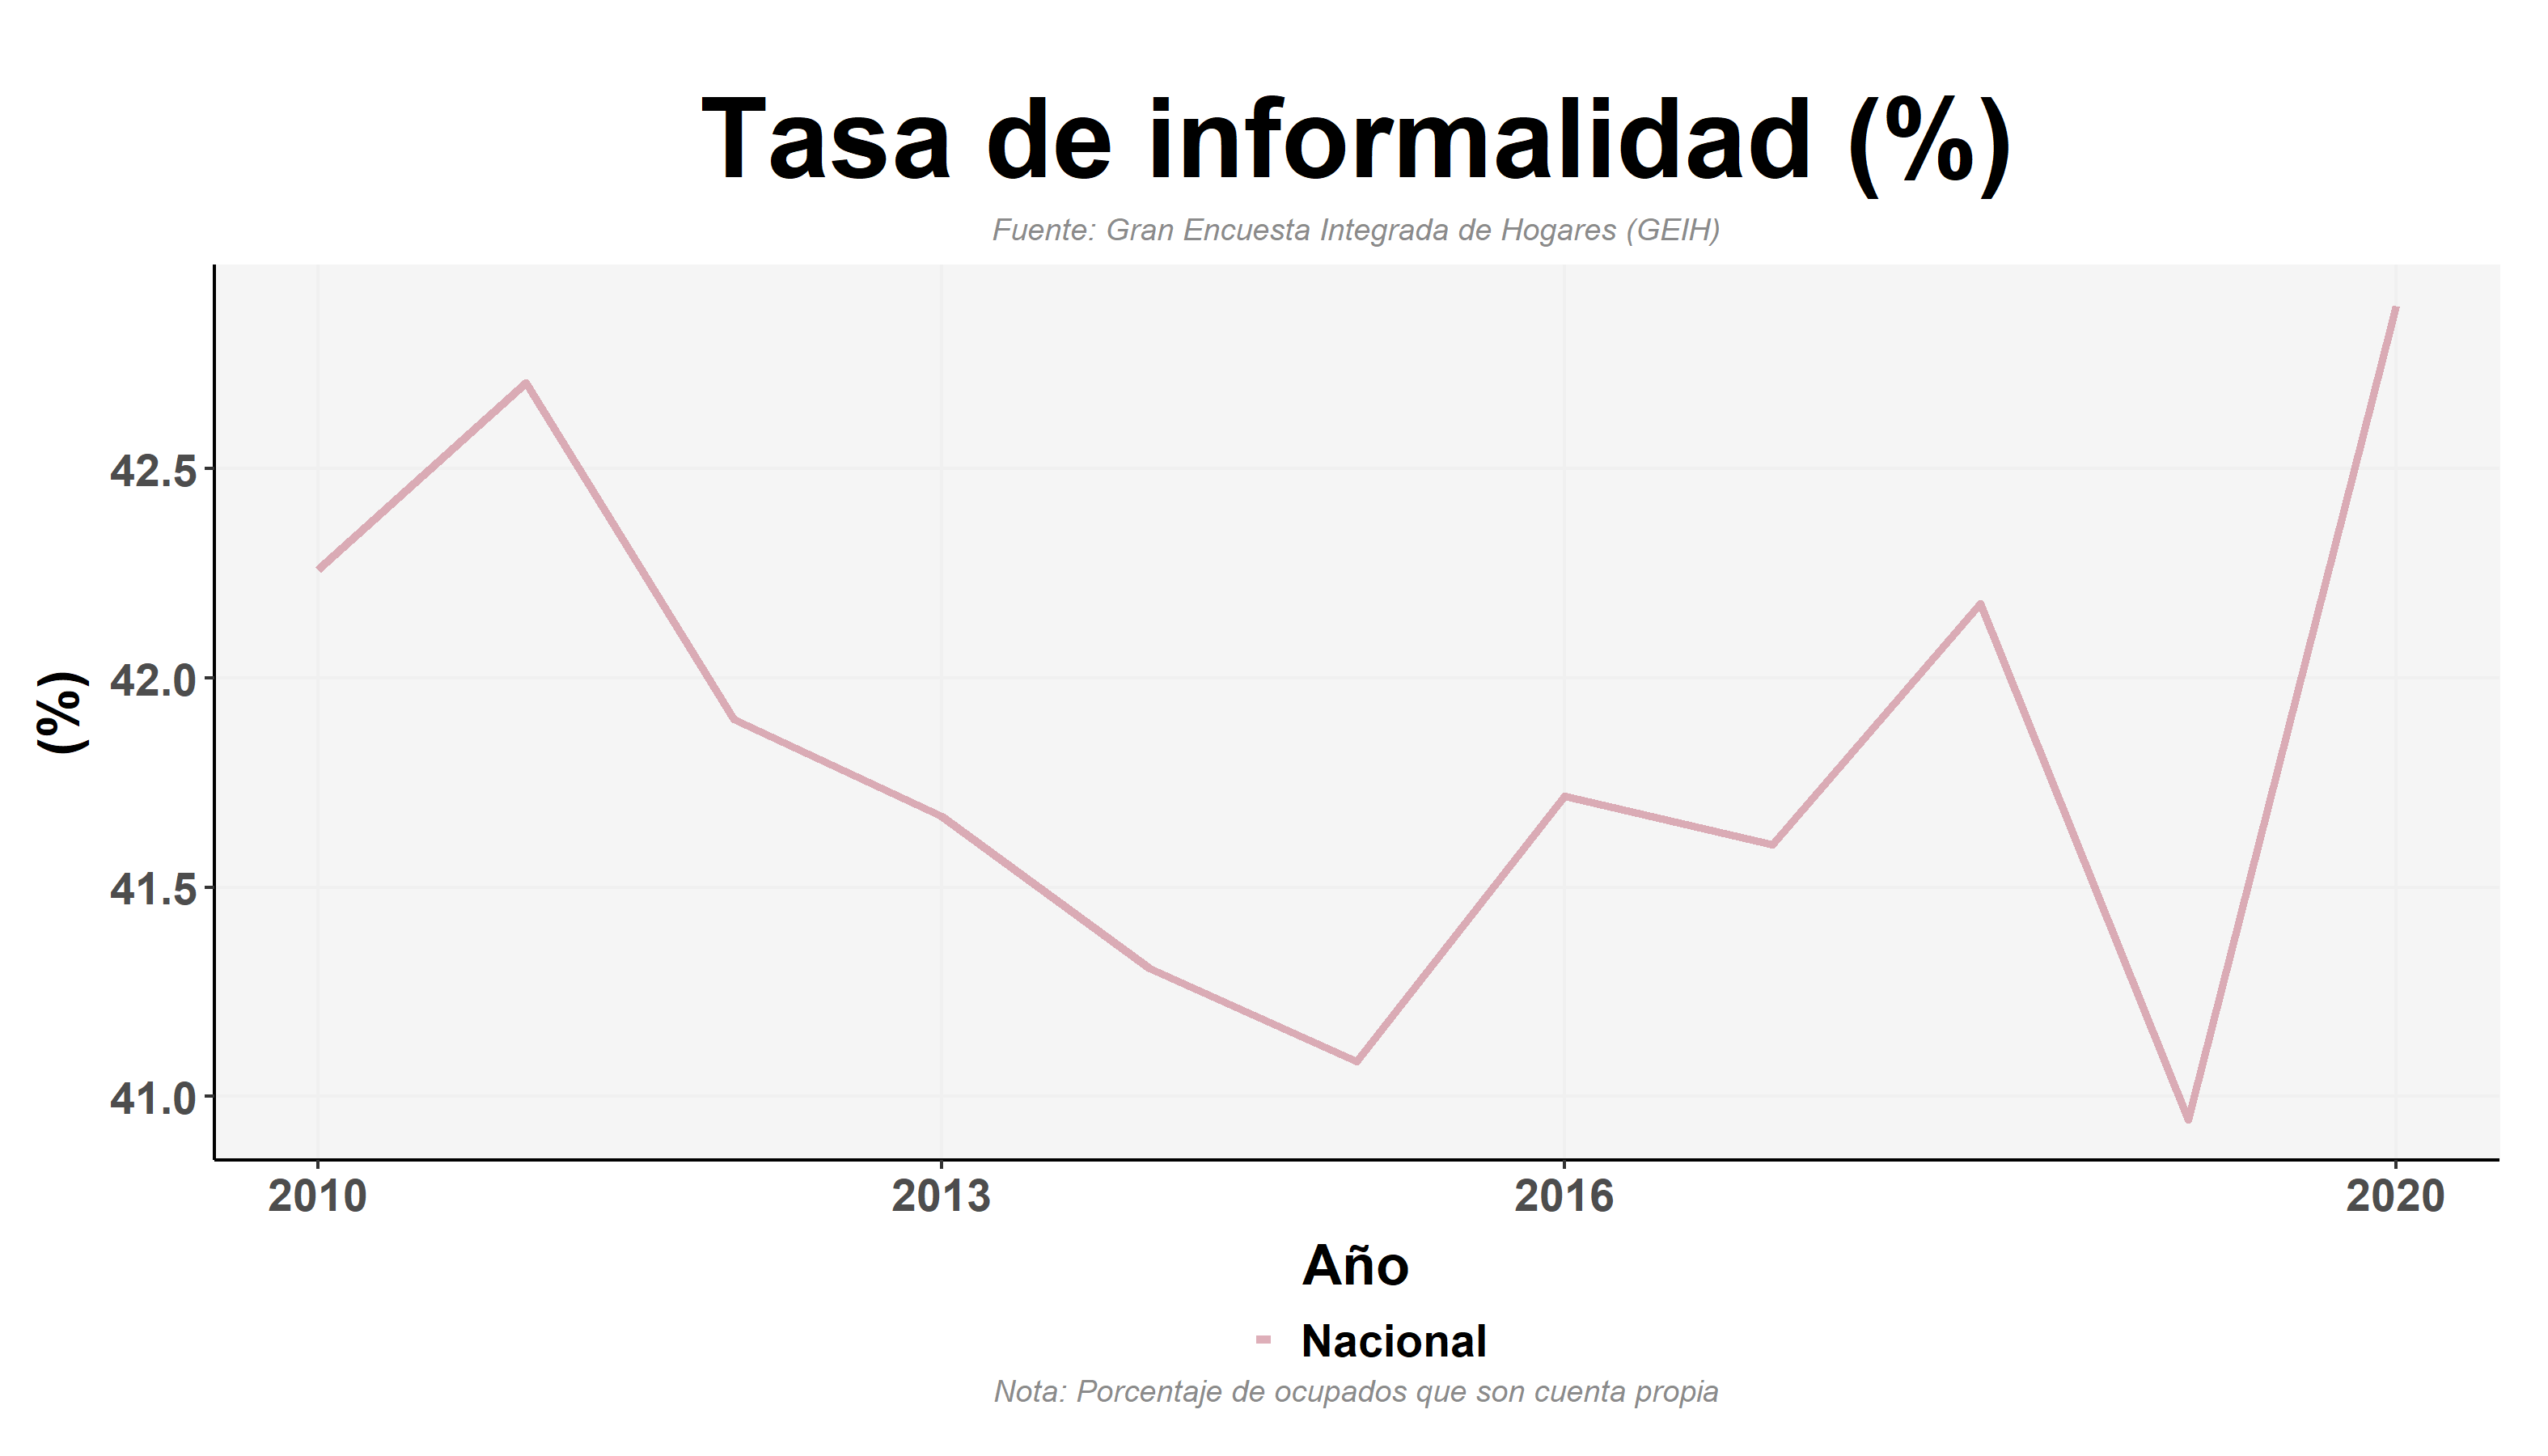 Tasa de informalidad (%)
Fuente: Gran Encuesta Integrada de Hogares (GEIH)
(%)
42.5
42.0
41.5
41.0
2010 2013 2016 2020
Año
Nacional
Nota: Porcentaje de ocupados que son cuenta propia